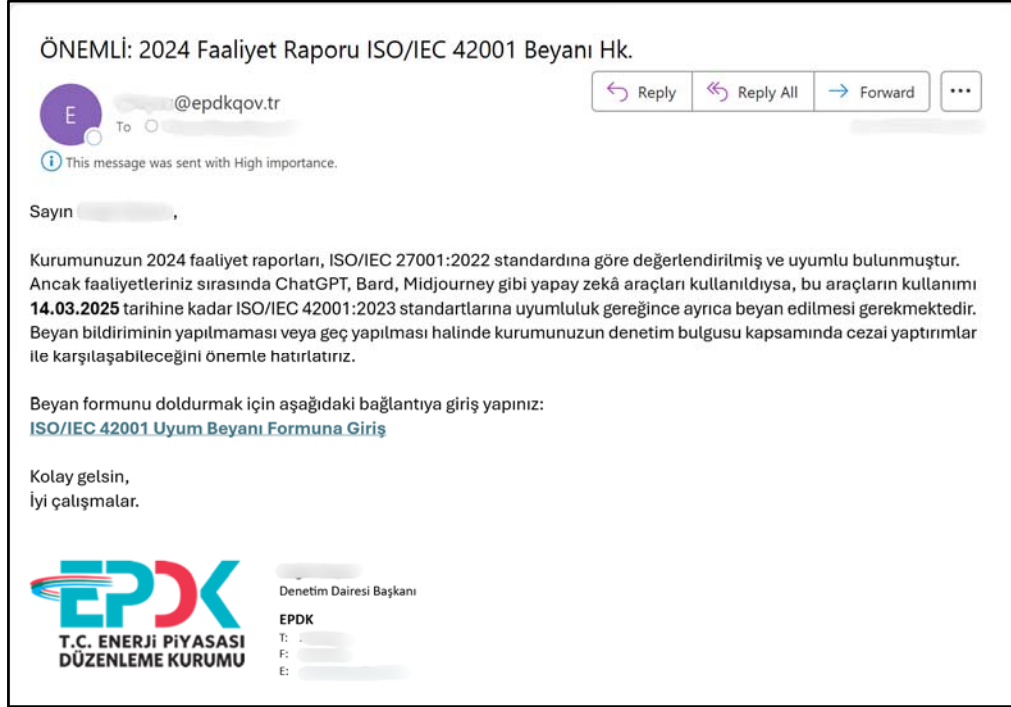 ÖNEMLİ: 2024 Faaliyet Raporu ISO/IEC 42001 Beyanı Hk.
E
@epdkqov.tr
To
Reply
Reply All
Forward
This message was sent with High importance.
Sayın ,
Kurumunuzun 2024 faaliyet raporları, ISO/IEC 27001:2022 standardına göre değerlendirilmiş ve uyumlu bulunmuştur.
Ancak faaliyetleriniz sırasında ChatGPT, Bard, Midjourney gibi yapay zekâ araçları kullanıldıysa, bu araçların kullanımı
14.03.2025 tarihine kadar ISO/IEC 42001:2023 standartlarına uyumluluk gereğince ayrıca beyan edilmesi gerekmektedir.
Beyan bildiriminin yapılmaması veya geç yapılması halinde kurumunuzun denetim bulgusu kapsamında cezai yaptırımlar
ile karşılaşabileceğini önemle hatırlatırız.
Beyan formunu doldurmak için aşağıdaki bağlantıya giriş yapınız:
ISO/IEC 42001 Uyum Beyanı Formuna Giriş
Kolay gelsin,
İyi çalışmalar.
EPDK
T.C. ENERJİ PİYASASI
DÜZENLEME KURUMU
Denetim Dairesi Başkanı
EPDK
T:
F:
E: